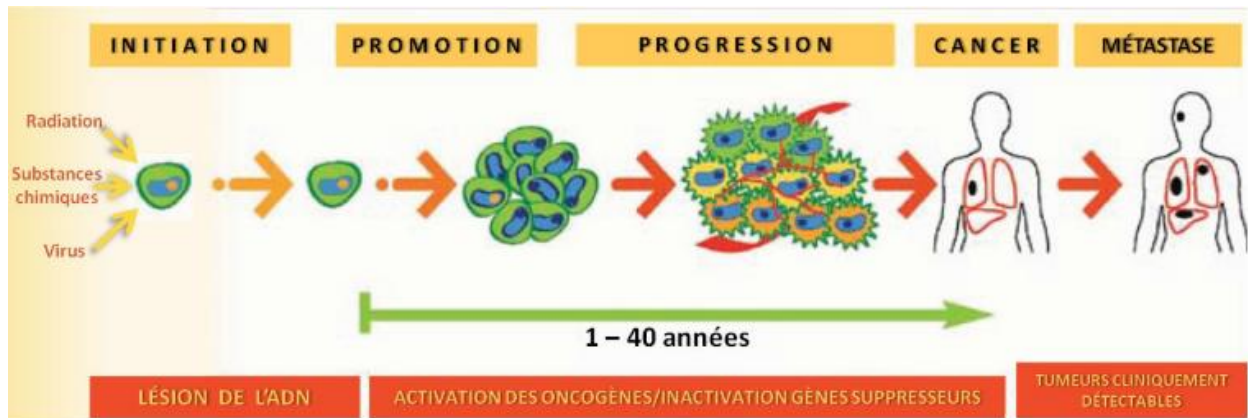 INITIATION
PROMOTION
PROGRESSION
CANCER
MÉTASTASE
Radiation
Substances
chimiques
Virus
1 – 40 années
LÉSION DE L'ADN
ACTIVATION DES ONCOGÈNES/INACTIVATION GÈNES SUPPRESSEURS
TUMEURS CLINIQUEMENT
DÉTECTABLES